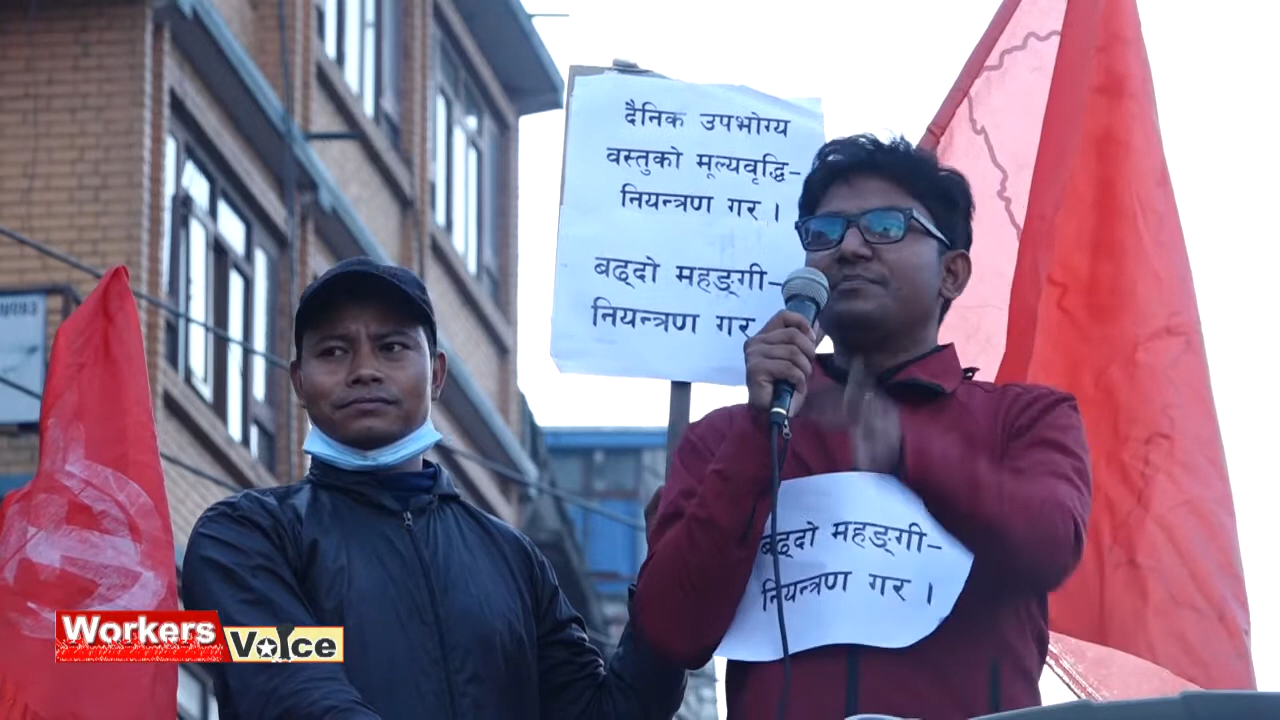 दैनिक उपभोग्य
वस्तुको मूल्यवृद्धि-
नियन्त्रण गर ।
बढ्दो महङ्गी-
नियन्त्रण गर
बढ्दो महङ्गी-
नियन्त्रण गर ।
Workers
Voice